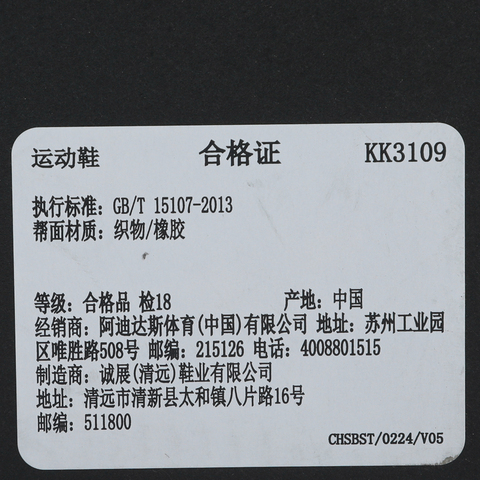 运动鞋 合格证 KK3109
执行标准: GB/T 15107-2013
帮面材质: 织物/橡胶
等级: 合格品 检18 产地: 中国
经销商: 阿迪达斯体育(中国)有限公司 地址: 苏州工业园
区唯胜路508号 邮编: 215126 电话: 4008801515
制造商: 诚展(清远)鞋业有限公司
地址: 清远市清新县太和镇八片路16号
邮编: 511800
CHSBST/0224/V05